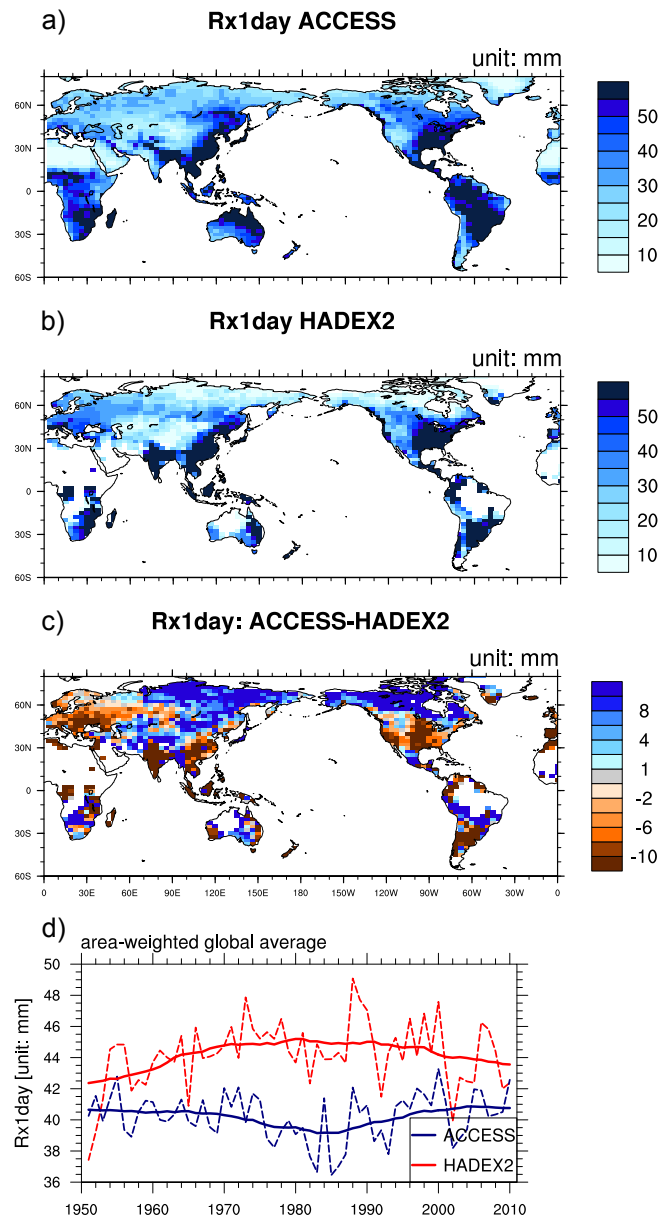 a)
Rx1day ACCESS
unit: mm
60N
30N
0
30S
60S
50
40
30
20
10
b)
Rx1day HADEX2
unit: mm
60N
30N
0
30S
60S
50
40
30
20
10
c)
Rx1day: ACCESS-HADEX2
unit: mm
60N
30N
0
30S
60S
0 30E 60E 90E 120E 150E 180 150W 120W 90W 60W 30W 0
8
4
1
-2
-6
-10
d)
area-weighted global average
Rx1day [unit: mm]
50
48
46
44
42
40
38
36
1950 1960 1970 1980 1990 2000 2010
ACCESS
HADEX2